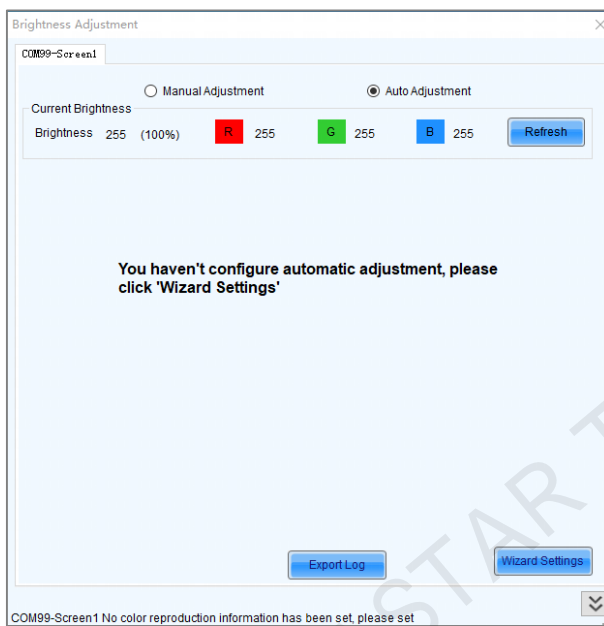 Brightness Adjustment
COM99-Screen1
Manual Adjustment Auto Adjustment
Current Brightness
Brightness 255 (100%) R 255 G 255 B 255 Refresh
You haven't configure automatic adjustment, please
click 'Wizard Settings'
STAR T
Export Log Wizard Settings
COM99-Screen1 No color reproduction information has been set, please set